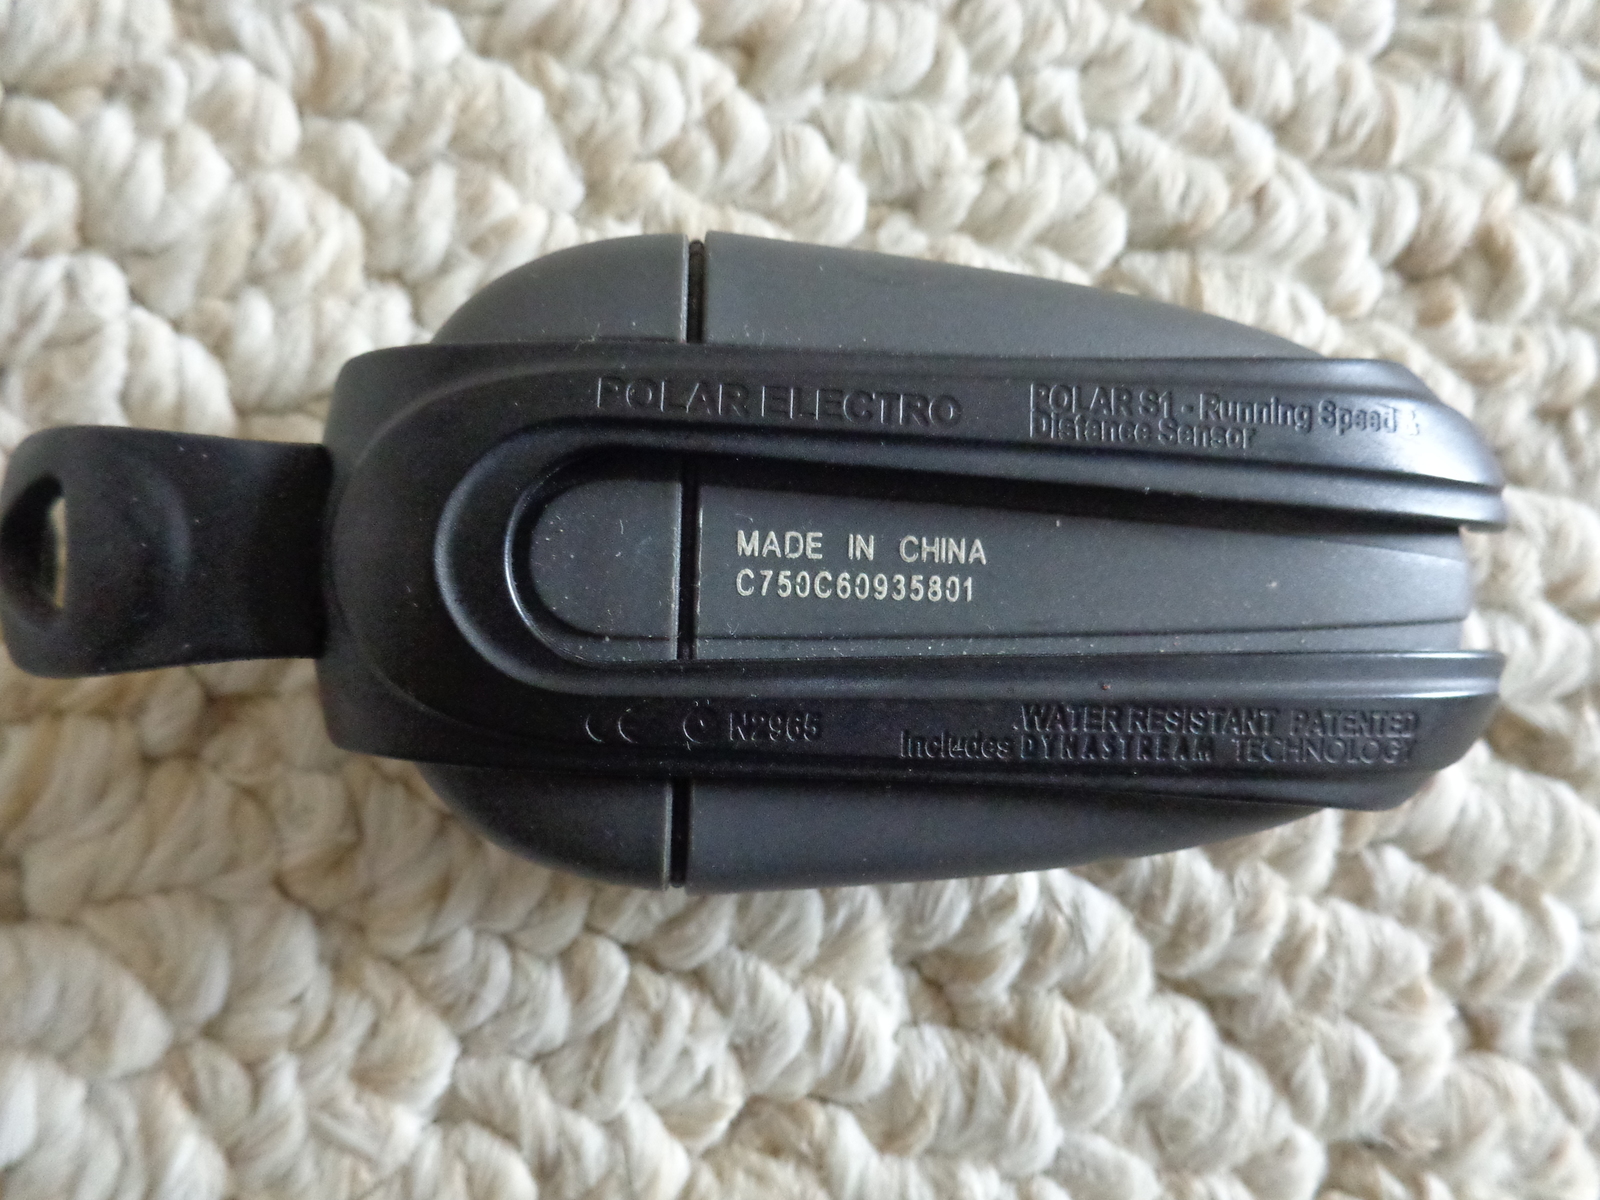 POLAR ELECTRO
POLAR S1 - Running Speed &
Distance Sensor
MADE IN CHINA
C750C60935801
CE N2965
WATER RESISTANT PATENTED
Includes DYNASTREAM TECHNOLOGY